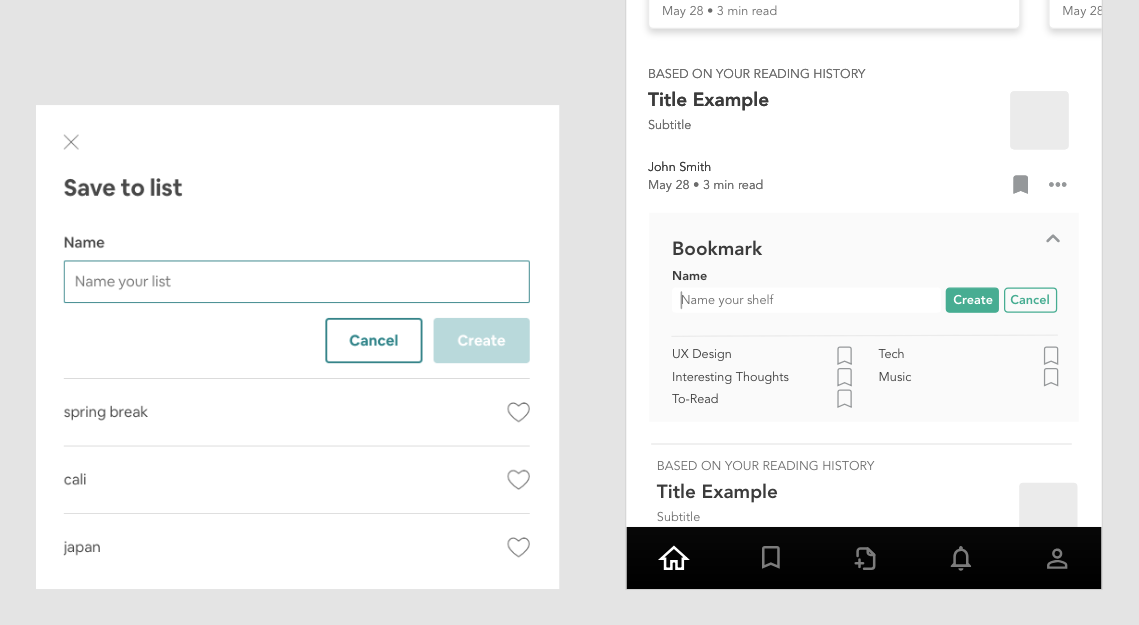 Save to list
Name
Name your list
Cancel
Create
spring break
cali
japan
May 28 • 3 min read
May 28
BASED ON YOUR READING HISTORY
Title Example
Subtitle
John Smith
May 28 • 3 min read
Bookmark
Name
Name your shelf
Create
Cancel
UX Design
Tech
Interesting Thoughts
Music
To-Read
BASED ON YOUR READING HISTORY
Title Example
Subtitle